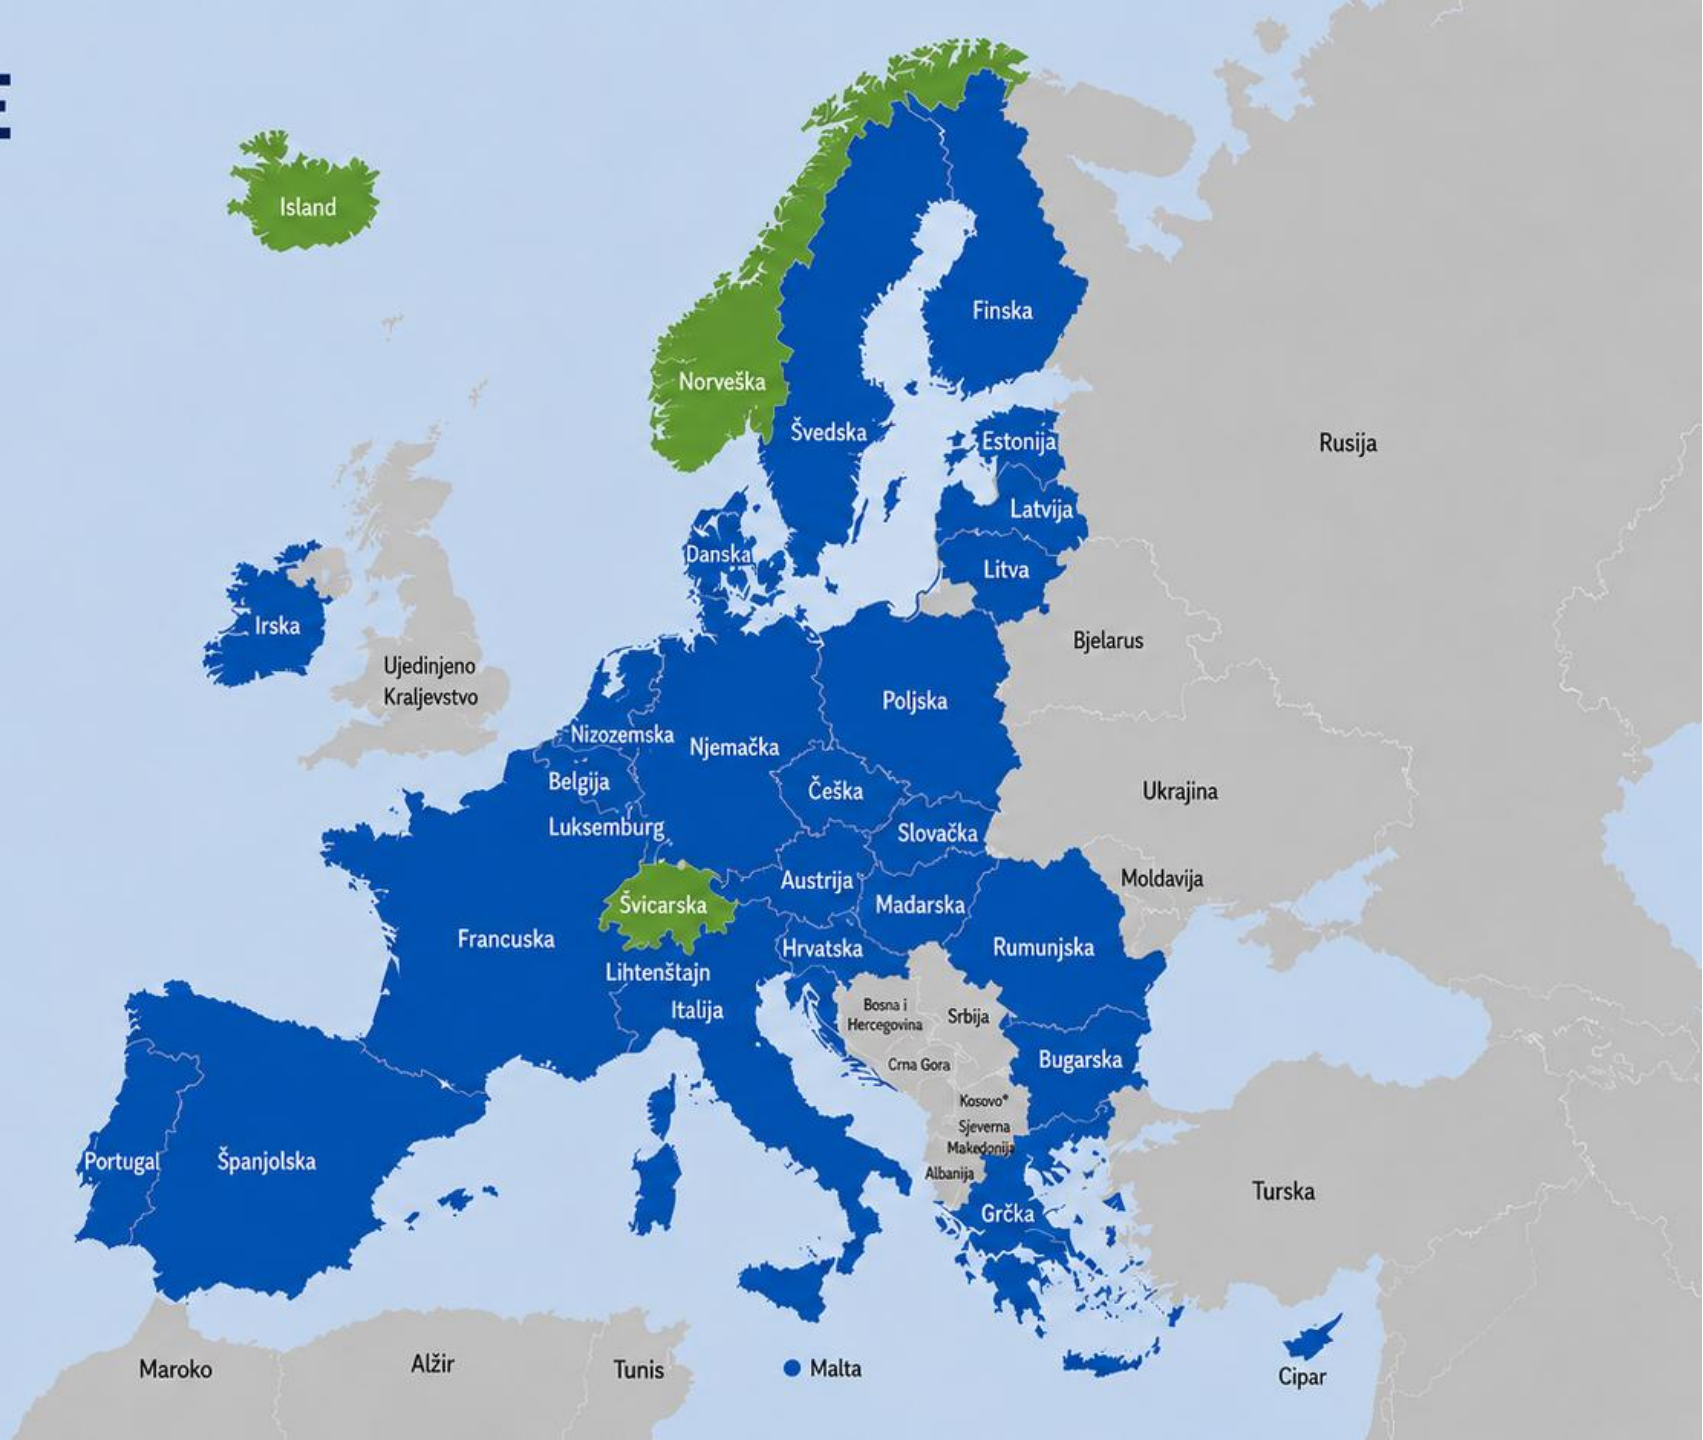 E
Island
Finska
Norveška
Švedska
Estonija
Rusija
Latvija
Danska
Litva
Irska
Bjelarus
Ujedinjeno
Kraljevstvo
Poljska
Nizozemska
Njemačka
Belgija
Češka
Ukrajina
Luksemburg
Slovačka
Austrija
Moldavija
Švicarska
Madarska
Francuska
Hrvatska
Rumunjska
Lihtenštajn
Italija
Bosna i
Hercegovina
Srbija
Crna Gora
Bugarska
Kosovo*
Sjeverna
Makedonija
Portugal
Španjolska
Albanija
Turska
Grčka
Maroko
Alžir
Tunis
Malta
Cipar